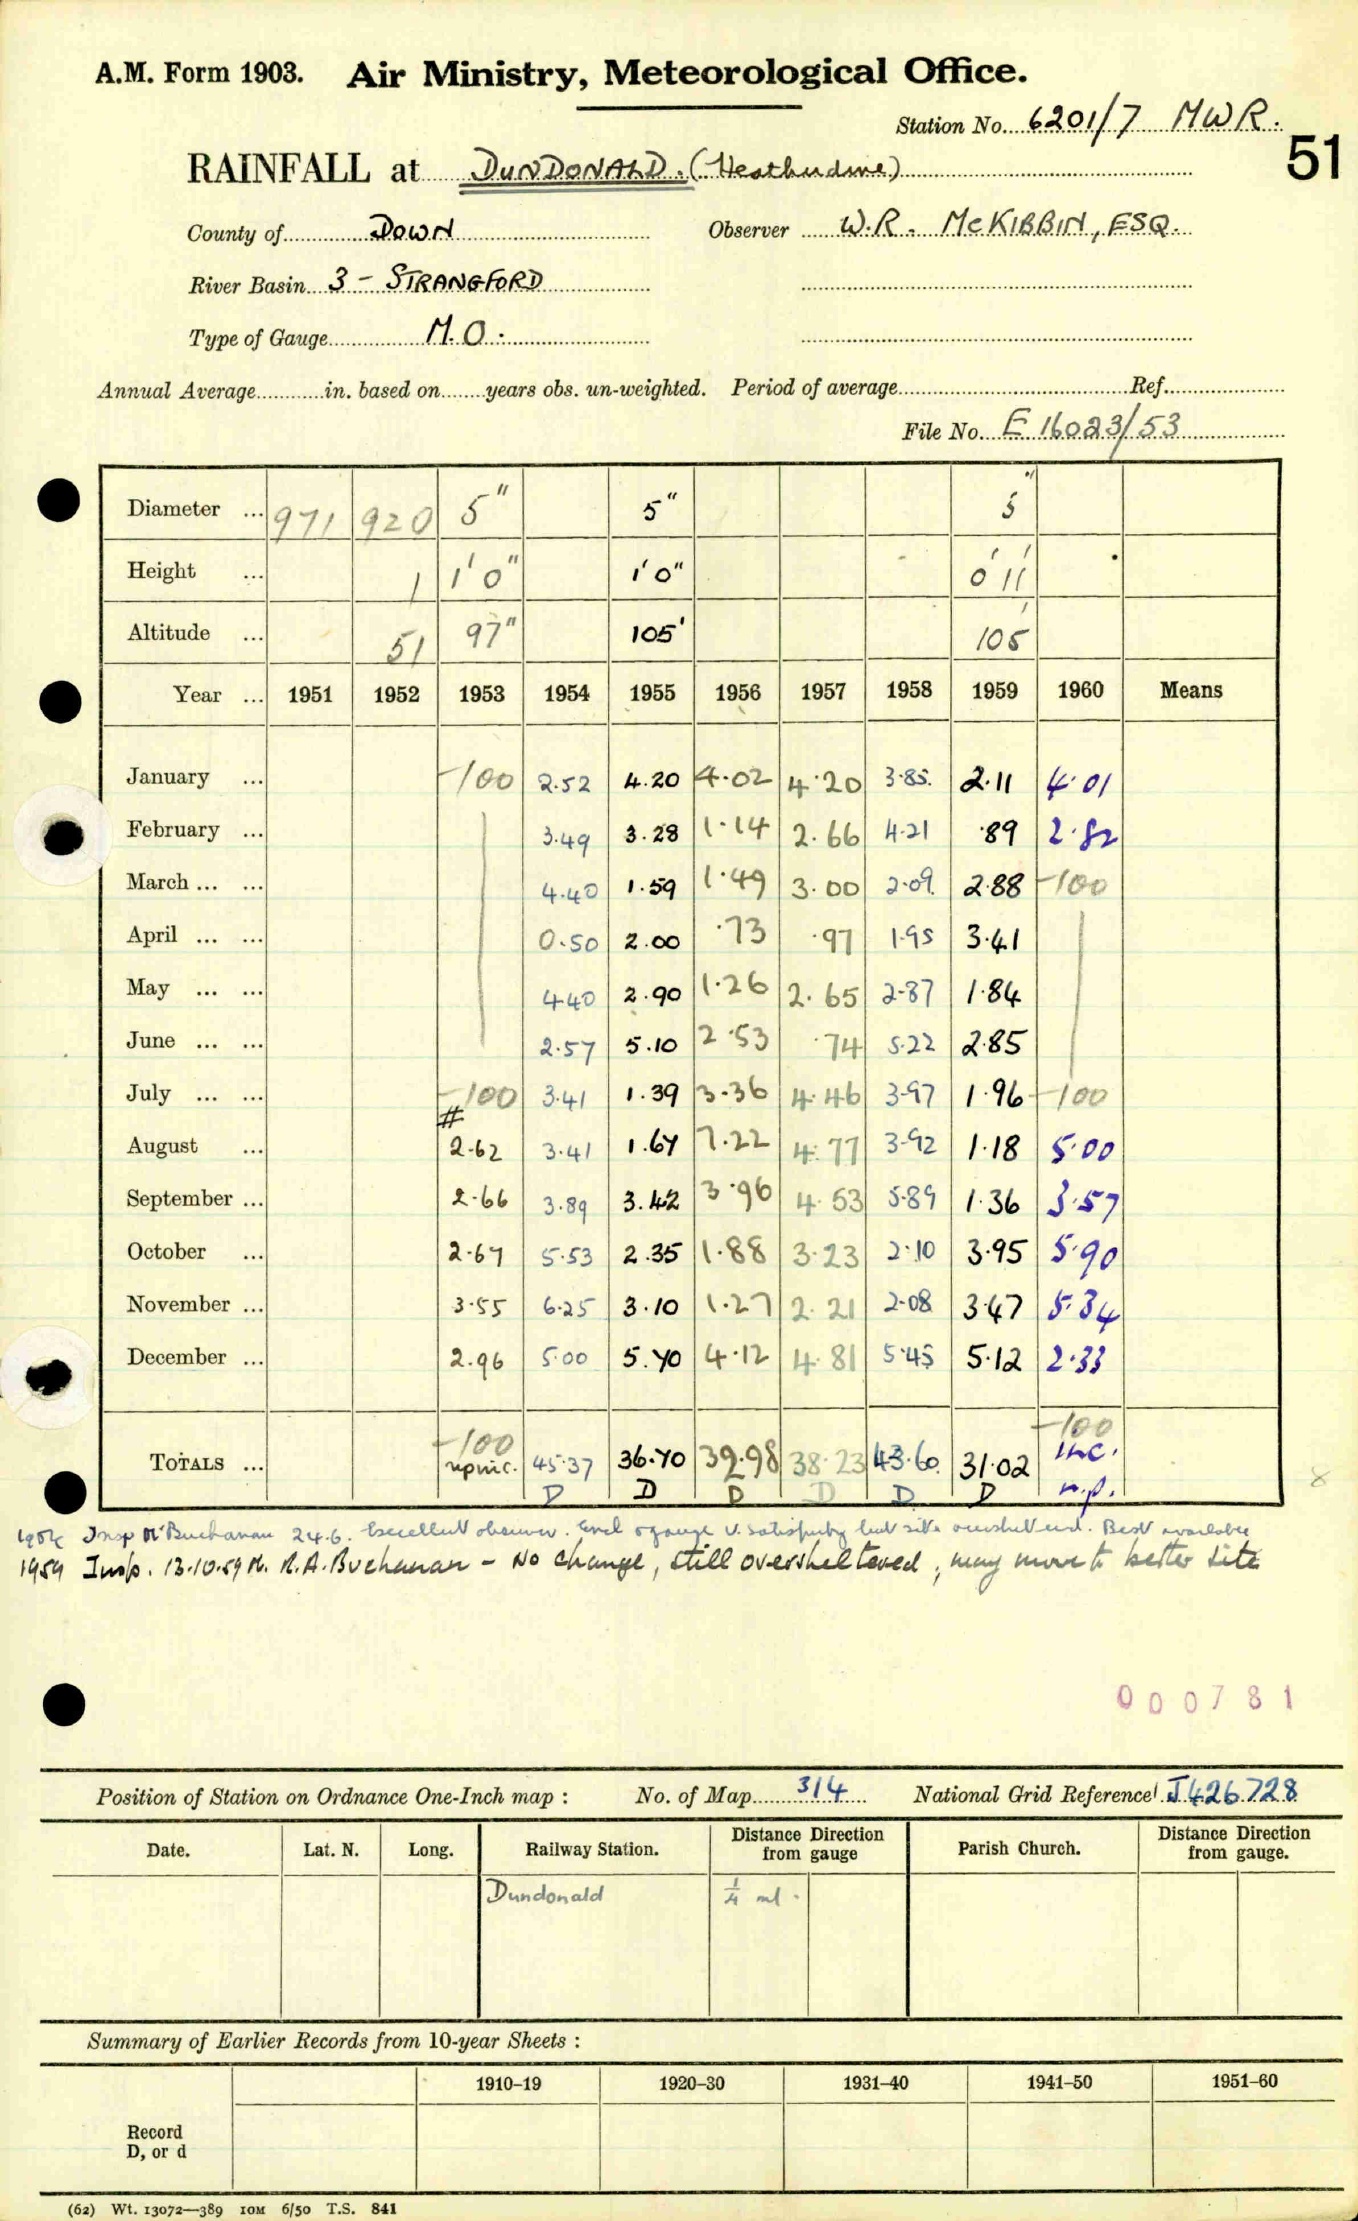 A.M. Form 1903. Air Ministry, Meteorological Office.
Station No. 6201/7 MWR.
51
RAINFALL at DUNDONALD.
County of DOWN Observer W.R. McKIBBIN, ESQ.
River Basin 3 - STRANGFORD
Type of Gauge M.O.
Annual Average in. based on years obs. un-weighted. Period of average Ref.
File No. E 16023/53
Diameter ... 971 920 5" 5" 5"
Height ... 1 1'0" 1'0" 0'11
Altitude ... 51 97" 105' 105'
Year ... 1951 1952 1953 1954 1955 1956 1957 1958 1959 1960 Means
January ... -100 2.52 4.20 4.02 4.20 3.85 2.11 4.01
February ... 3.49 3.28 1.14 2.66 4.21 .89 2.82
March ... ... 4.40 1.59 1.49 3.00 2.09 2.88 -100
April ... ... 0.50 2.00 .73 .97 1.95 3.41
May ... ... 4.40 2.90 1.26 2.65 2.87 1.84
June ... ... 2.57 5.10 2.53 .74 5.22 2.85
July ... ... -100 3.41 1.39 3.36 4.46 3.97 1.96 -100
#
August ... 2.62 3.41 1.67 7.22 4.77 3.92 1.18 5.00
September ... 2.66 3.89 3.42 3.96 4.53 5.89 1.36 3.57
October ... 2.67 5.53 2.35 1.88 3.23 2.10 3.95 5.90
November ... 3.55 6.25 3.10 1.27 2.21 2.08 3.47 5.34
December ... 2.96 5.00 5.70 4.12 4.81 5.45 5.12 2.33
-100 -100
TOTALS ... 45.37 36.70 32.98 38.23 43.60 31.02 Inc.
D D D D D D n.p.
8
1954 Insp Mr Buchanan 24.6. Excellent observer. v. satisfactory but site oversheltered. Best available
1959 Insp. 13.10.59 Mr. R.A. Buchanan - No change, still oversheltered, may move to better site
000781
Position of Station on Ordnance One-Inch map : No. of Map 314 National Grid Reference J426728
Date. Lat. N. Long. Railway Station. Distance Direction from gauge Parish Church. Distance Direction from gauge.
Dundonald 1/4 ml.
Summary of Earlier Records from 10-year Sheets :
1910-19 1920-30 1931-40 1941-50 1951-60
Record
D, or d
(62) Wt. 13072—389 10M 6/50 T.S. 841